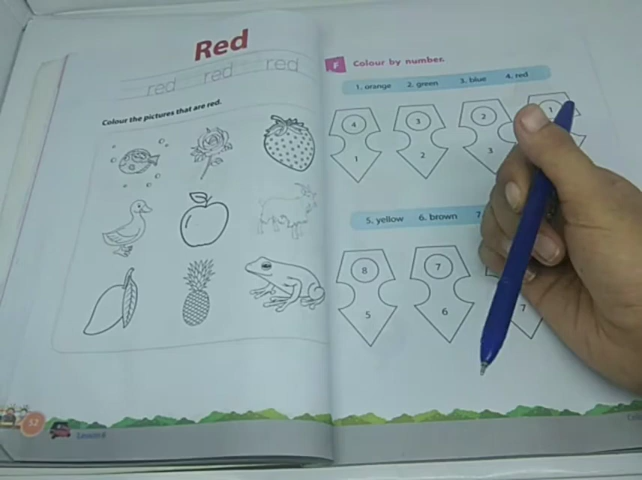 Red
red red red
Colour the pictures that are red.
52
F Colour by number.
1. orange 2. green 3. blue 4. red
4 3 2 1
1 2 3
5. yellow 6. brown 7
8 7
5 6 7